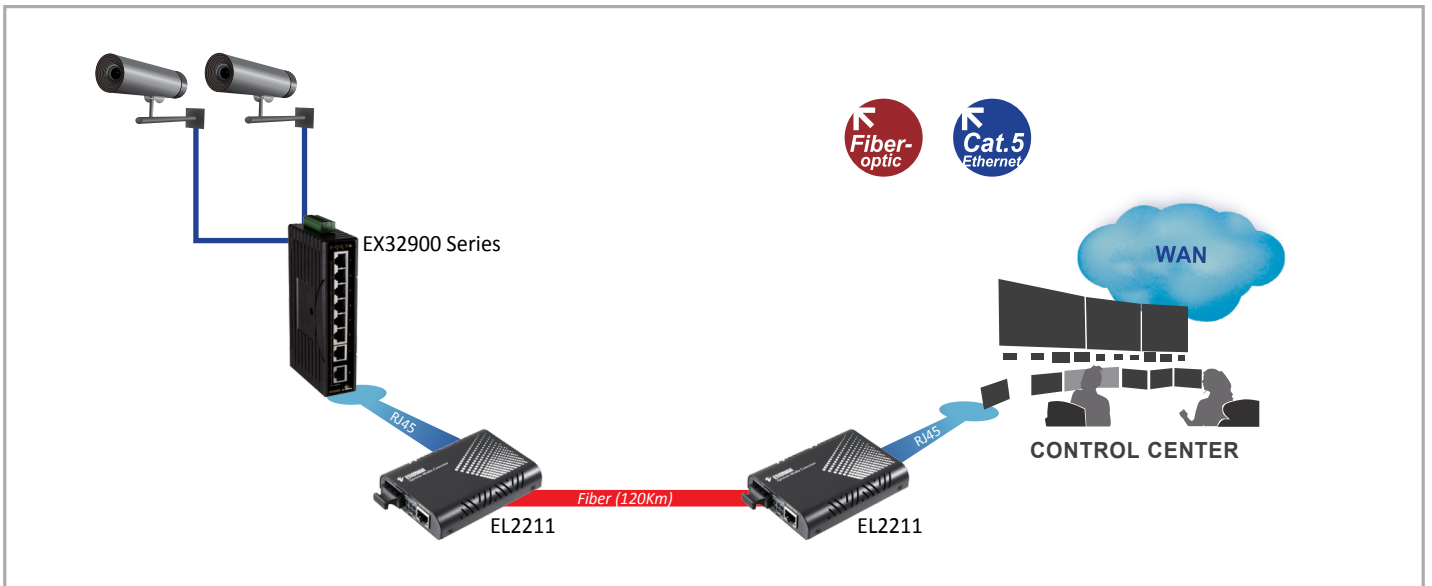 Fiber-
optic
Cat.5
Ethernet
WAN
EX32900 Series
RJ45
RJ45
CONTROL CENTER
Fiber (120Km)
EL2211
EL2211